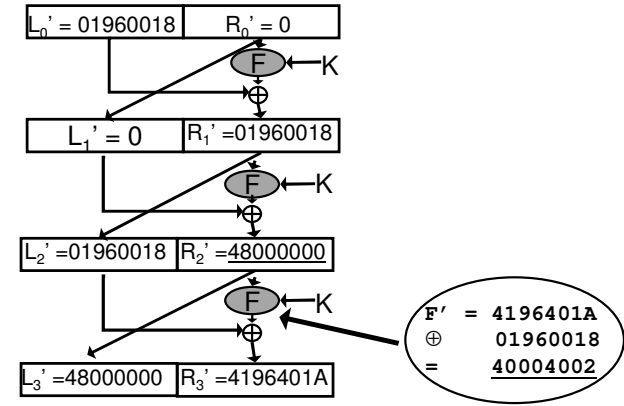 L₀’ = 01960018 R₀’ = 0
F K
⊕
L₁’ = 0 R₁’ =01960018
F K
⊕
L₂’ =01960018 R₂’ =48000000
F K
⊕
F’ = 4196401A
⊕ 01960018
= 40004002
L₃’ =48000000 R₃’ =4196401A